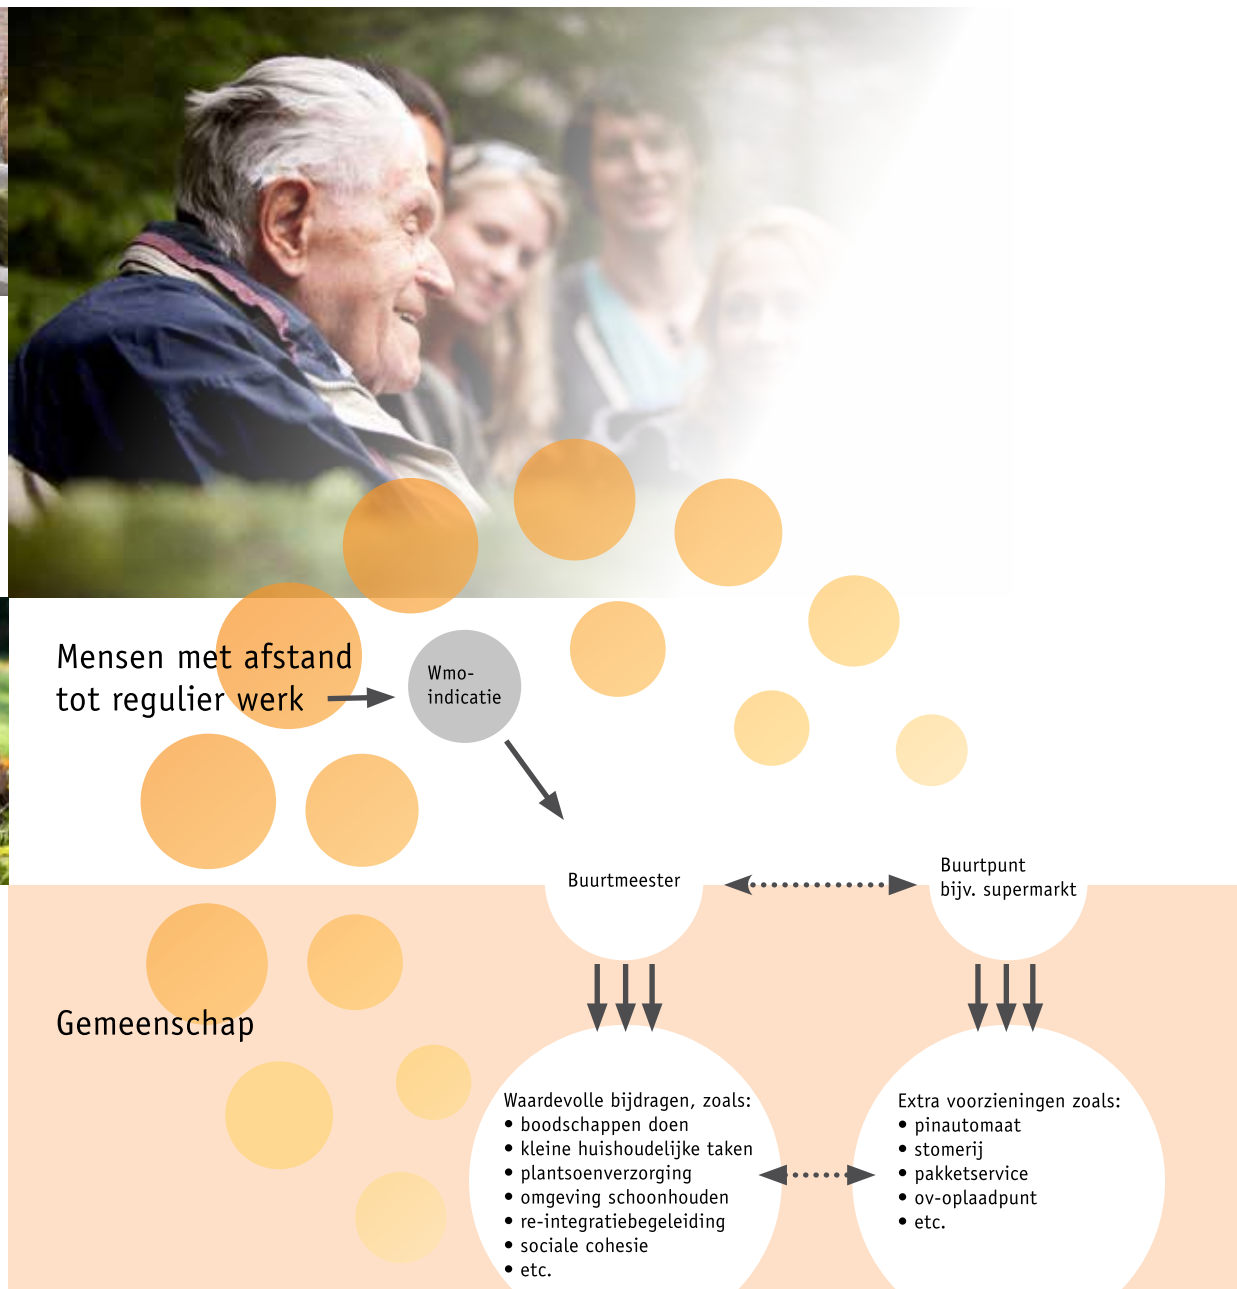 Mensen met afstand
tot regulier werk
Wmo-
indicatie
Buurtmeester
Buurtpunt
bijv. supermarkt
Gemeenschap
Waardevolle bijdragen, zoals:
• boodschappen doen
• kleine huishoudelijke taken
• plantsoenverzorging
• omgeving schoonhouden
• re-integratiebegeleiding
• sociale cohesie
• etc.
Extra voorzieningen zoals:
• pinautomaat
• stomerij
• pakketservice
• ov-oplaadpunt
• etc.